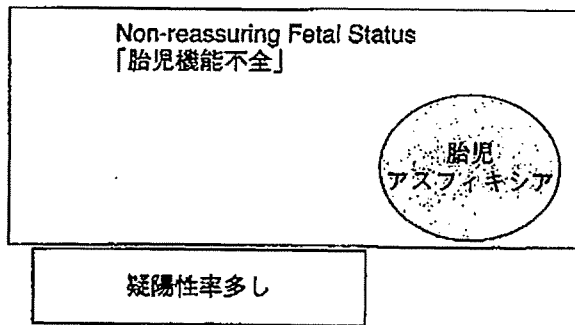 Non-reassuring Fetal Status
「胎児機能不全」
胎児
アスフィキシア
疑陽性率多し